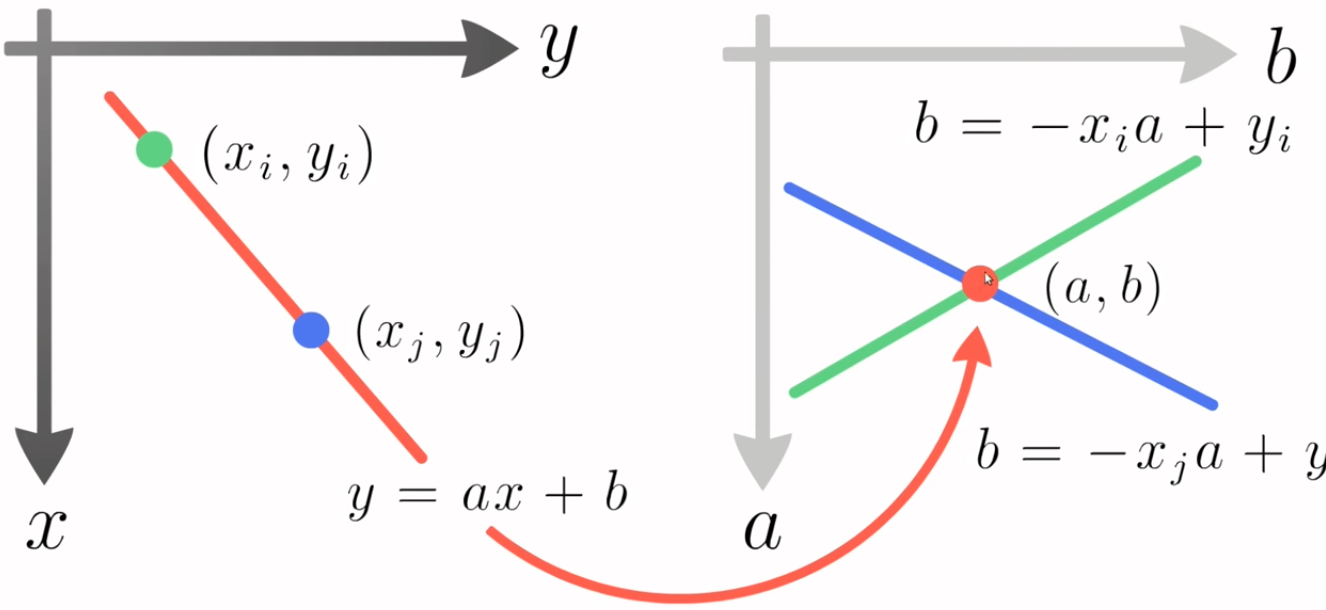 y
b
b = −x_i a + y_i
(x_i, y_i)
(a, b)
(x_j, y_j)
b = −x_j a + y
y = ax + b
x
a